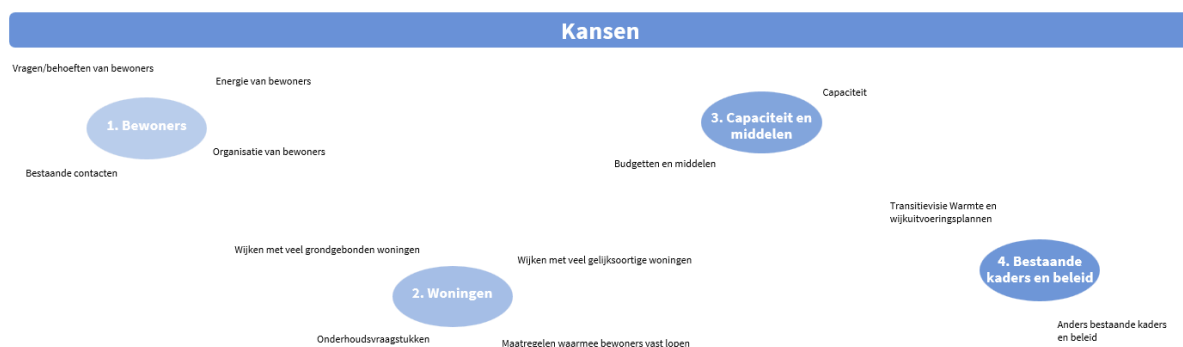 Kansen
Vragen/behoeften van bewoners
Energie van bewoners
1. Bewoners
Organisatie van bewoners
Bestaande contacten
Wijken met veel grondgebonden woningen
Wijken met veel gelijksoortige woningen
2. Woningen
Onderhoudsvraagstukken
Maatregelen waarmee bewoners vast lopen
Capaciteit
3. Capaciteit en
middelen
Budgetten en middelen
Transitievisie Warmte en
wijkuitvoeringsplannen
4. Bestaande
kaders en beleid
Anders bestaande kaders
en beleid